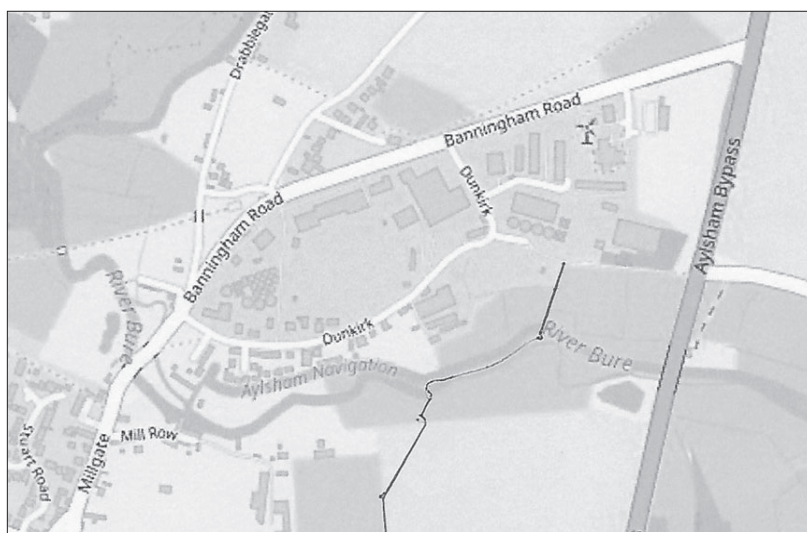 Drabblegat
Banningham Road
Dunkirk
Aylsham Bypass
Banningham Road
River Bure
River Bure
Dunkirk
Aylsham Navigation
Mill Row
Millgate
Stuart Road